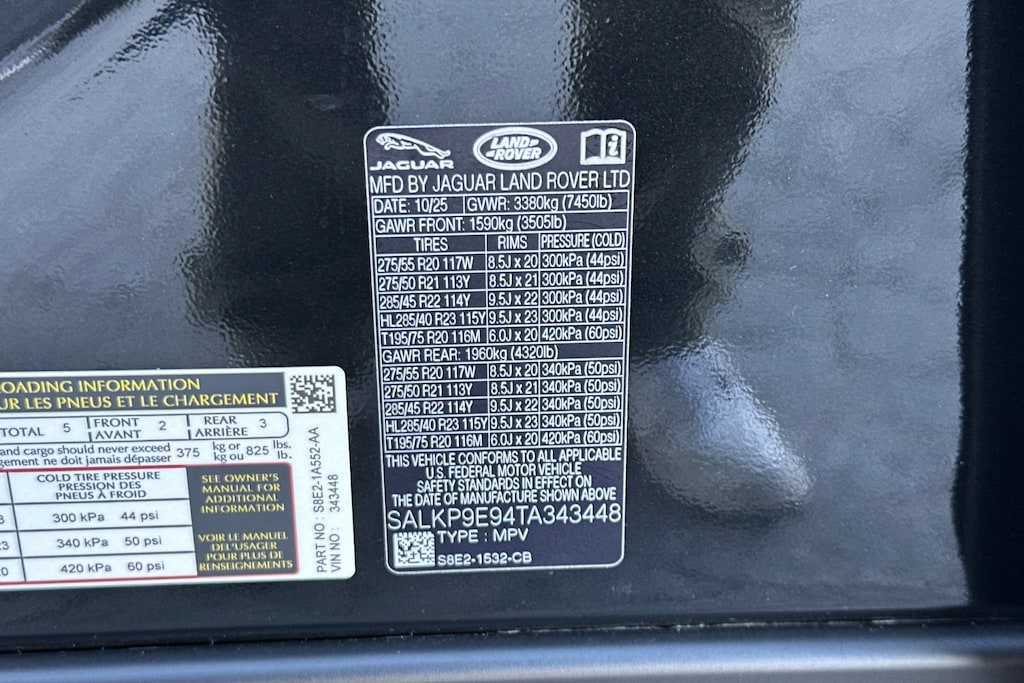 JAGUAR
LAND ROVER
MFD BY JAGUAR LAND ROVER LTD
DATE: 10/25 GVWR: 3380kg (7450lb)
GAWR FRONT: 1590kg (3505lb)
TIRES RIMS PRESSURE (COLD)
275/55 R20 117W 8.5J x 20 300kPa (44psi)
275/50 R21 113Y 8.5J x 21 300kPa (44psi)
285/45 R22 114Y 9.5J x 22 300kPa (44psi)
HL285/40 R23 115Y 9.5J x 23 300kPa (44psi)
T195/75 R20 116M 6.0J x 20 420kPa (60psi)
GAWR REAR: 1960kg (4320lb)
275/55 R20 117W 8.5J x 20 340kPa (50psi)
275/50 R21 113Y 8.5J x 21 340kPa (50psi)
285/45 R22 114Y 9.5J x 22 340kPa (50psi)
HL285/40 R23 115Y 9.5J x 23 340kPa (50psi)
T195/75 R20 116M 6.0J x 20 420kPa (60psi)
THIS VEHICLE CONFORMS TO ALL APPLICABLE
U.S. FEDERAL MOTOR VEHICLE
SAFETY STANDARDS IN EFFECT ON
THE DATE OF MANUFACTURE SHOWN ABOVE
SALKP9E94TA343448
TYPE : MPV
S8E2-1532-CB
OADING INFORMATION
UR LES PNEUS ET LE CHARGEMENT
TOTAL 5 FRONT 2 REAR 3
AVANT ARRIÈRE
and cargo should never exceed 375 kg or 825 lbs.
gement ne doit jamais dépasser kg ou lb.
COLD TIRE PRESSURE
PRESSION DES
PNEUS À FROID
3 300 kPa 44 psi
23 340 kPa 50 psi
20 420 kPa 60 psi
SEE OWNER'S
MANUAL FOR
ADDITIONAL
INFORMATION
VOIR LE MANUEL
DEL'USAGER
POUR PLUS DE
RENSEIGNEMENTS
PART NO : S8E2-1A552-AA
VIN NO : 343448